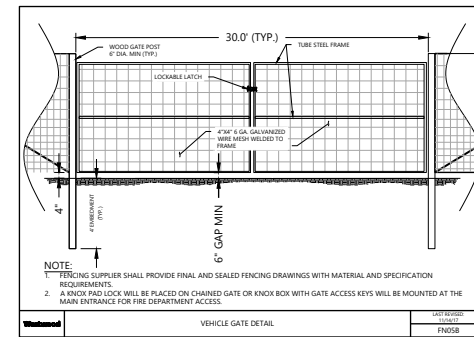 30.0' (TYP.)
WOOD GATE POST
6" DIA. MIN (TYP.)
TUBE STEEL FRAME
LOCKABLE LATCH
4"X4" 6 GA. GALVANIZED
WIRE MESH WELDED TO
FRAME
4"
4' EMBEDMENT
(TYP.)
6" GAP MIN
NOTE:
1. FENCING SUPPLIER SHALL PROVIDE FINAL AND SEALED FENCING DRAWINGS WITH MATERIAL AND SPECIFICATION
REQUIREMENTS.
2. A KNOX PAD LOCK WILL BE PLACED ON CHAINED GATE OR KNOX BOX WITH GATE ACCESS KEYS WILL BE MOUNTED AT THE
MAIN ENTRANCE FOR FIRE DEPARTMENT ACCESS.
Westwood
VEHICLE GATE DETAIL
LAST REVISED:
11/14/17
FN05B